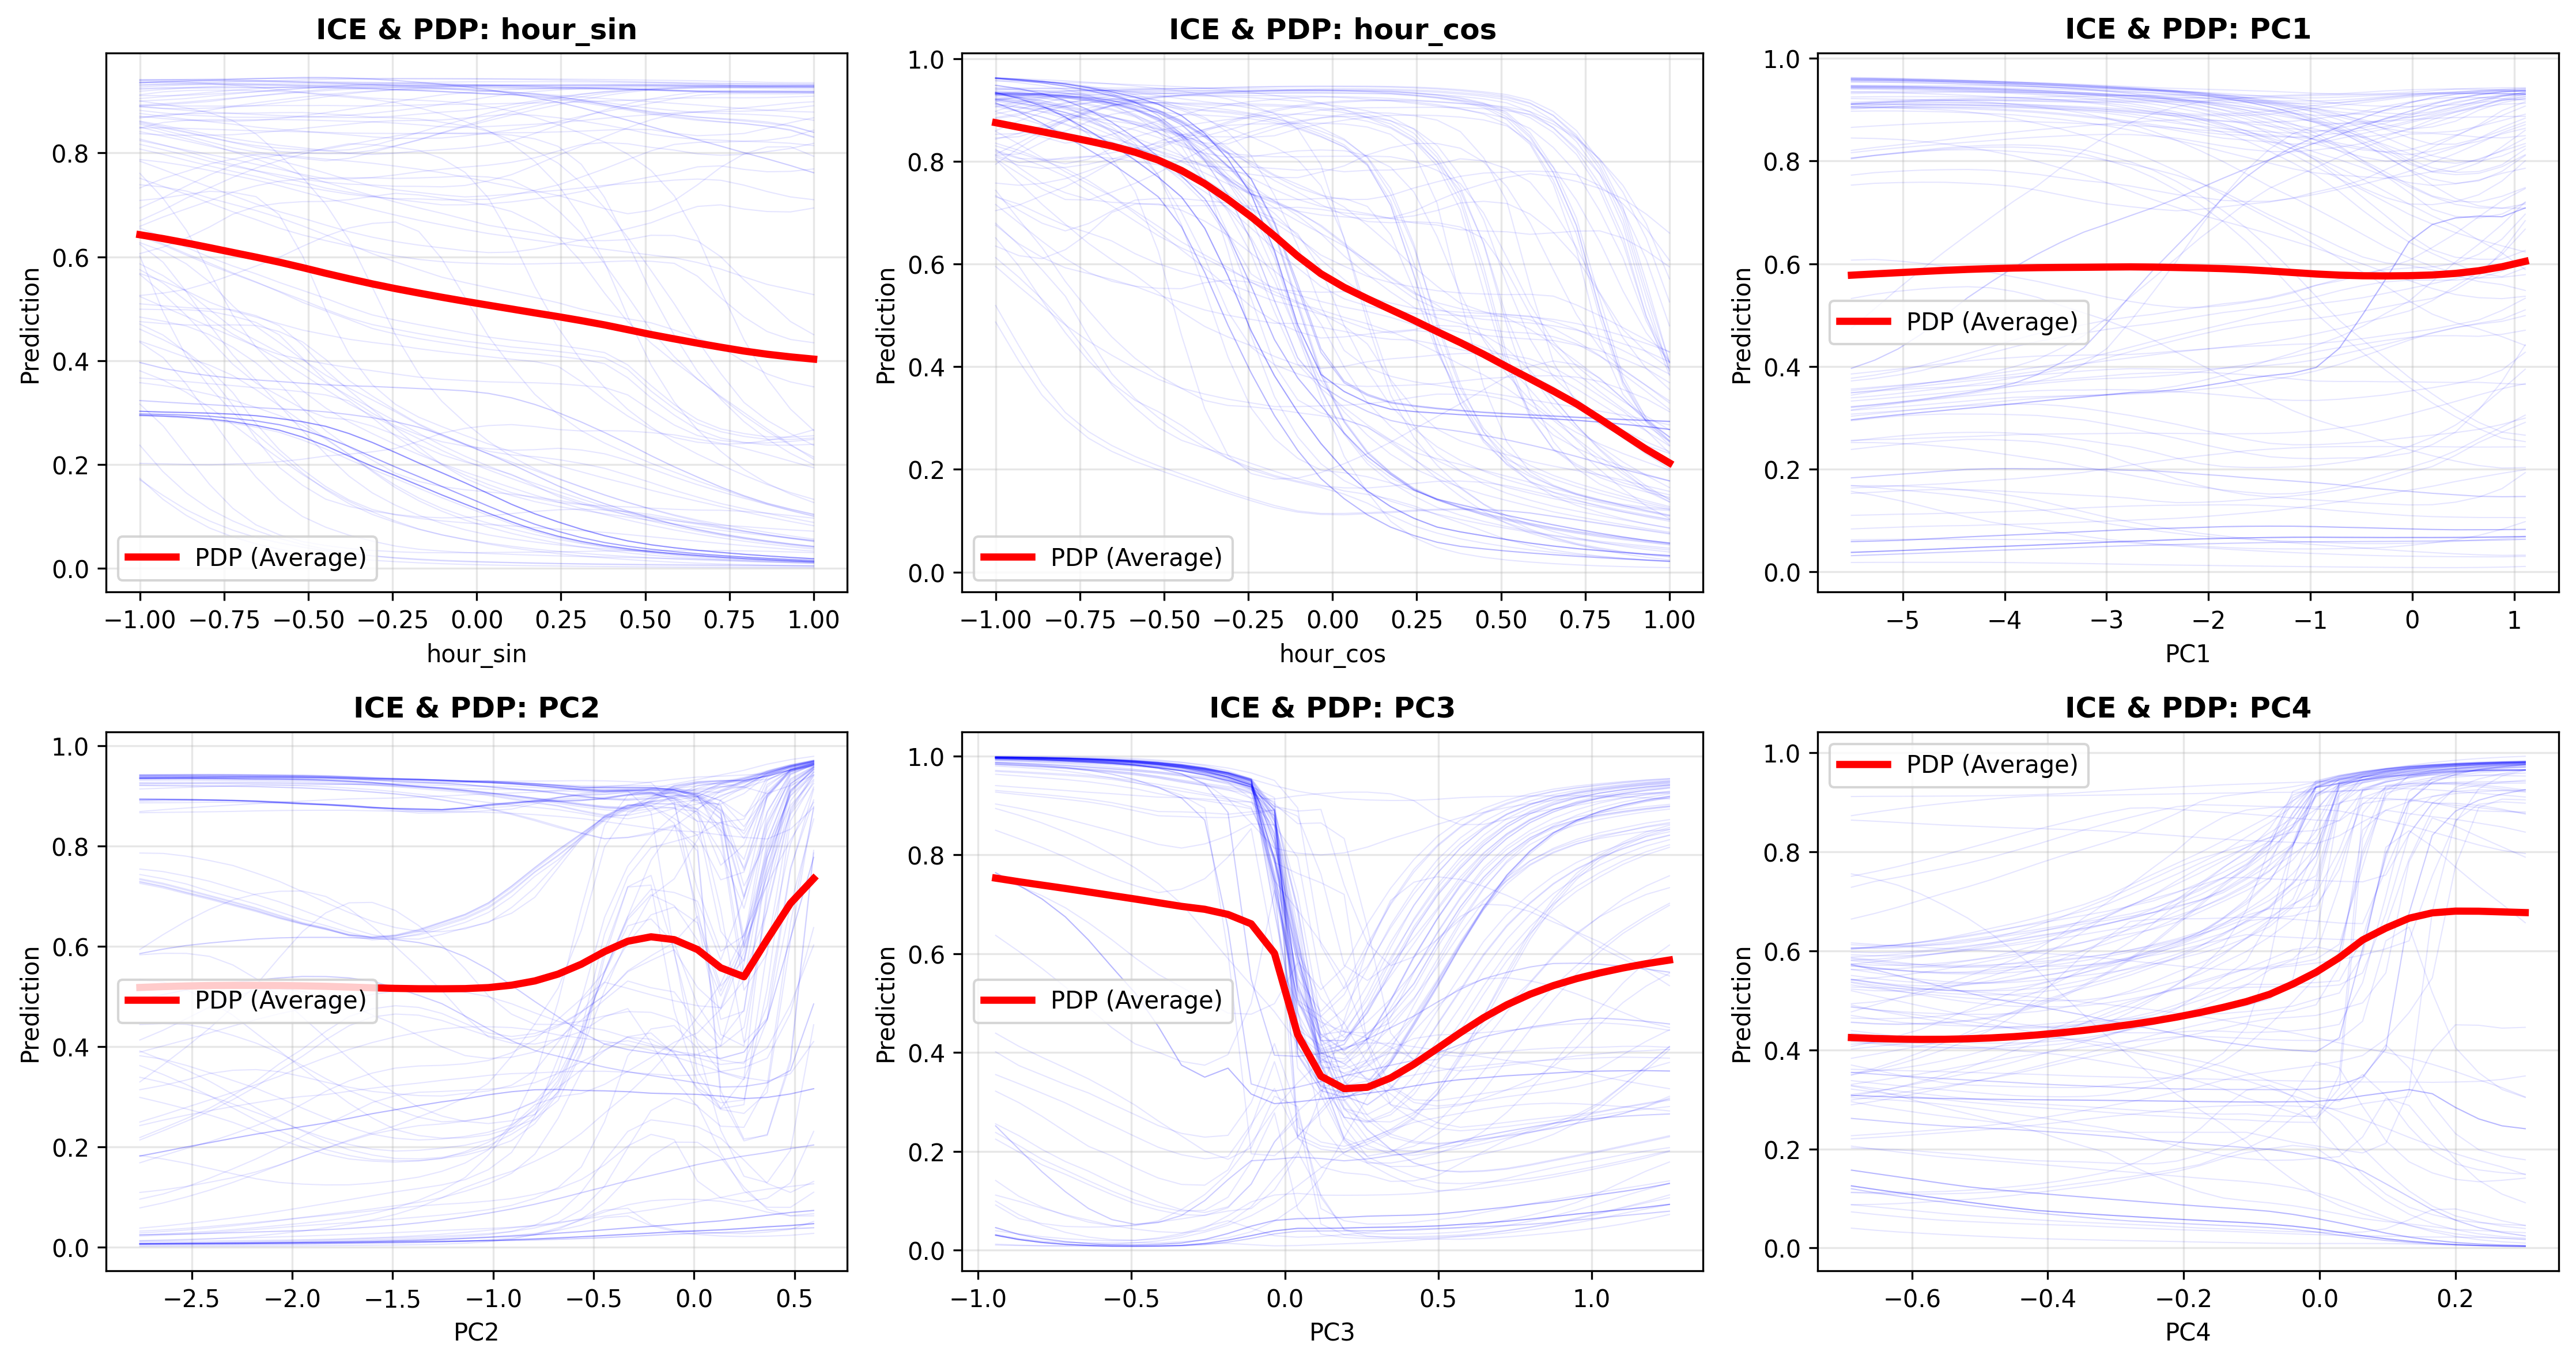 ICE & PDP: hour_sin
Prediction
0.8
0.6
0.4
0.2
0.0
PDP (Average)
−1.00 −0.75 −0.50 −0.25 0.00 0.25 0.50 0.75 1.00
hour_sin
ICE & PDP: hour_cos
Prediction
1.0
0.8
0.6
0.4
0.2
0.0
PDP (Average)
−1.00 −0.75 −0.50 −0.25 0.00 0.25 0.50 0.75 1.00
hour_cos
ICE & PDP: PC1
Prediction
1.0
0.8
0.6
0.4
0.2
0.0
PDP (Average)
−5 −4 −3 −2 −1 0 1
PC1
ICE & PDP: PC2
Prediction
1.0
0.8
0.6
0.4
0.2
0.0
PDP (Average)
−2.5 −2.0 −1.5 −1.0 −0.5 0.0 0.5
PC2
ICE & PDP: PC3
Prediction
1.0
0.8
0.6
0.4
0.2
0.0
PDP (Average)
−1.0 −0.5 0.0 0.5 1.0
PC3
ICE & PDP: PC4
Prediction
1.0
0.8
0.6
0.4
0.2
0.0
PDP (Average)
−0.6 −0.4 −0.2 0.0 0.2
PC4